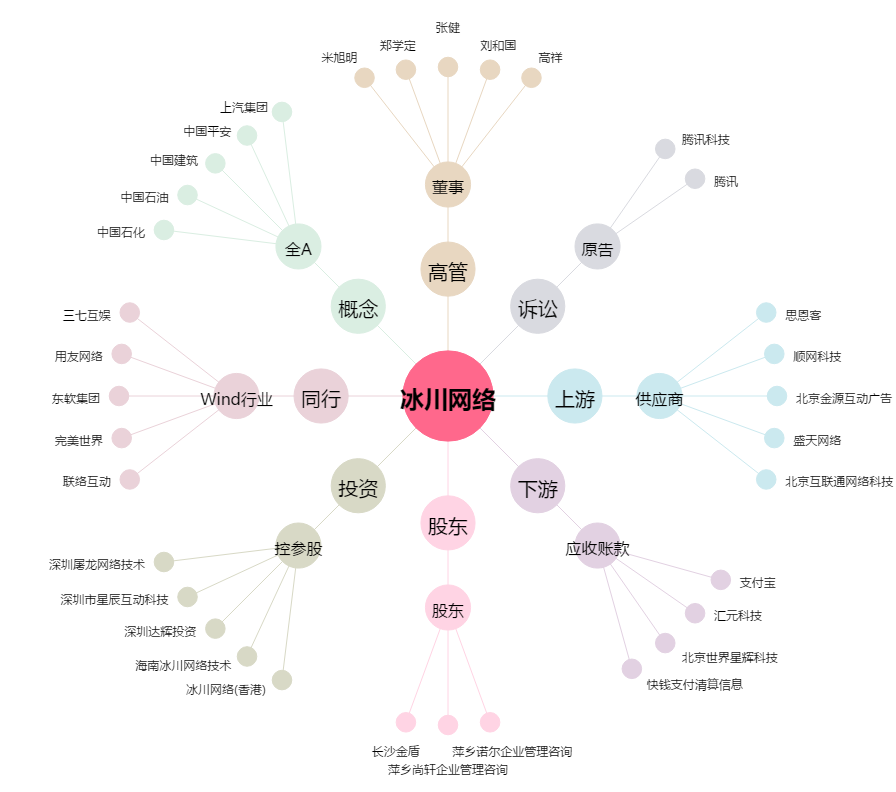 张健
郑学定
刘和国
米旭明
高祥
董事
高管
上汽集团
中国平安
中国建筑
中国石油
中国石化
全A
概念
腾讯科技
腾讯
原告
诉讼
三七互娱
用友网络
东软集团
完美世界
联络互动
Wind行业
同行
冰川网络
上游
供应商
思恩客
顺网科技
北京金源互动广告
盛天网络
北京互联通网络科技
投资
控参股
深圳屠龙网络技术
深圳市星辰互动科技
深圳达辉投资
海南冰川网络技术
冰川网络(香港)
股东
股东
长沙金盾
萍乡诺尔企业管理咨询
萍乡尚轩企业管理咨询
下游
应收账款
支付宝
汇元科技
北京世界星辉科技
快钱支付清算信息